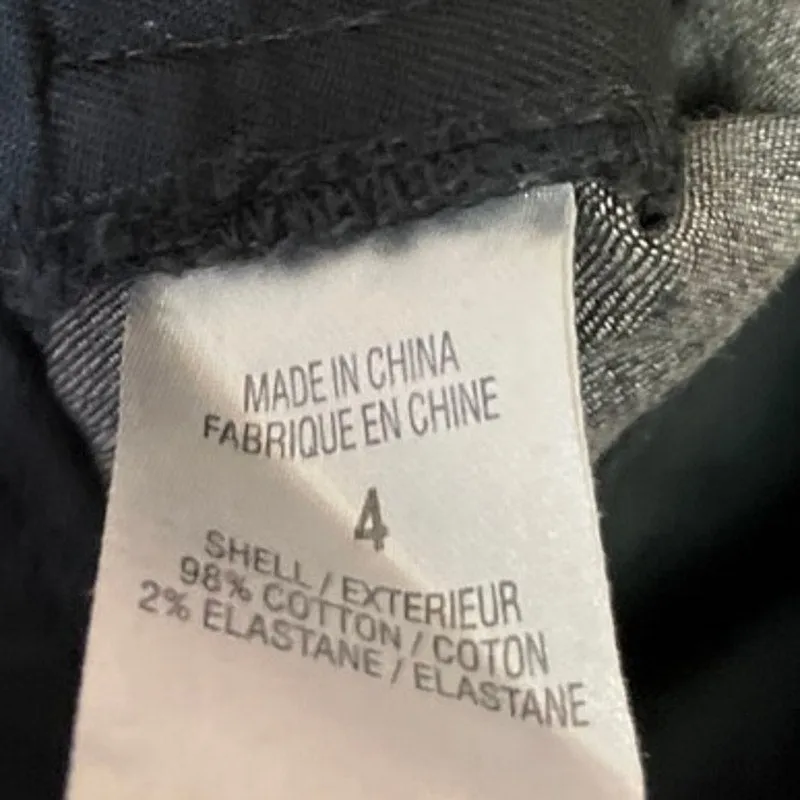 MADE IN CHINA
FABRIQUE EN CHINE
4
SHELL / EXTERIEUR
98% COTTON / COTON
2% ELASTANE / ELASTANE